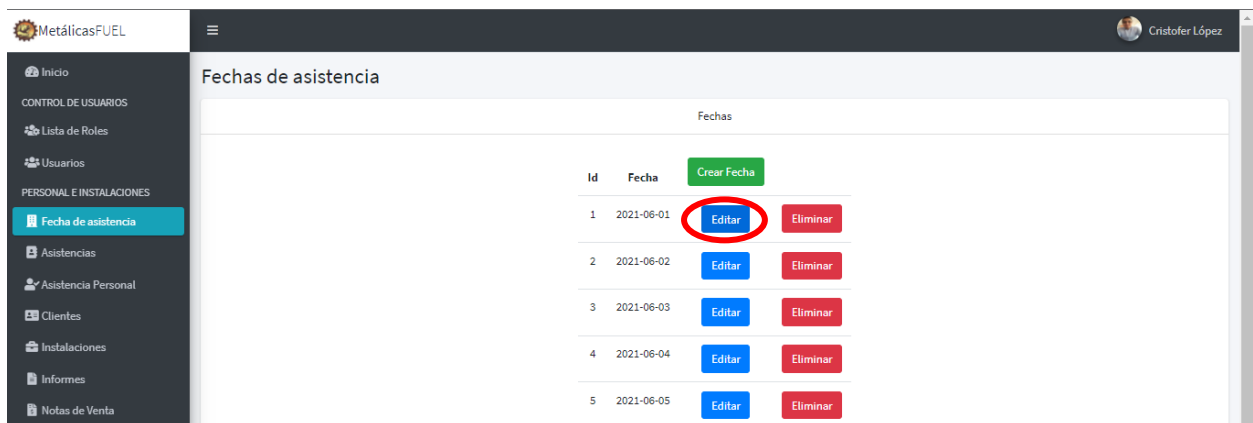 MetálicasFUEL
Cristofer López
Inicio
CONTROL DE USUARIOS
Lista de Roles
Usuarios
PERSONAL E INSTALACIONES
Fecha de asistencia
Asistencias
Asistencia Personal
Clientes
Instalaciones
Informes
Notas de Venta
Fechas de asistencia
Fechas
Id Fecha Crear Fecha
1 2021-06-01 Editar Eliminar
2 2021-06-02 Editar Eliminar
3 2021-06-03 Editar Eliminar
4 2021-06-04 Editar Eliminar
5 2021-06-05 Editar Eliminar